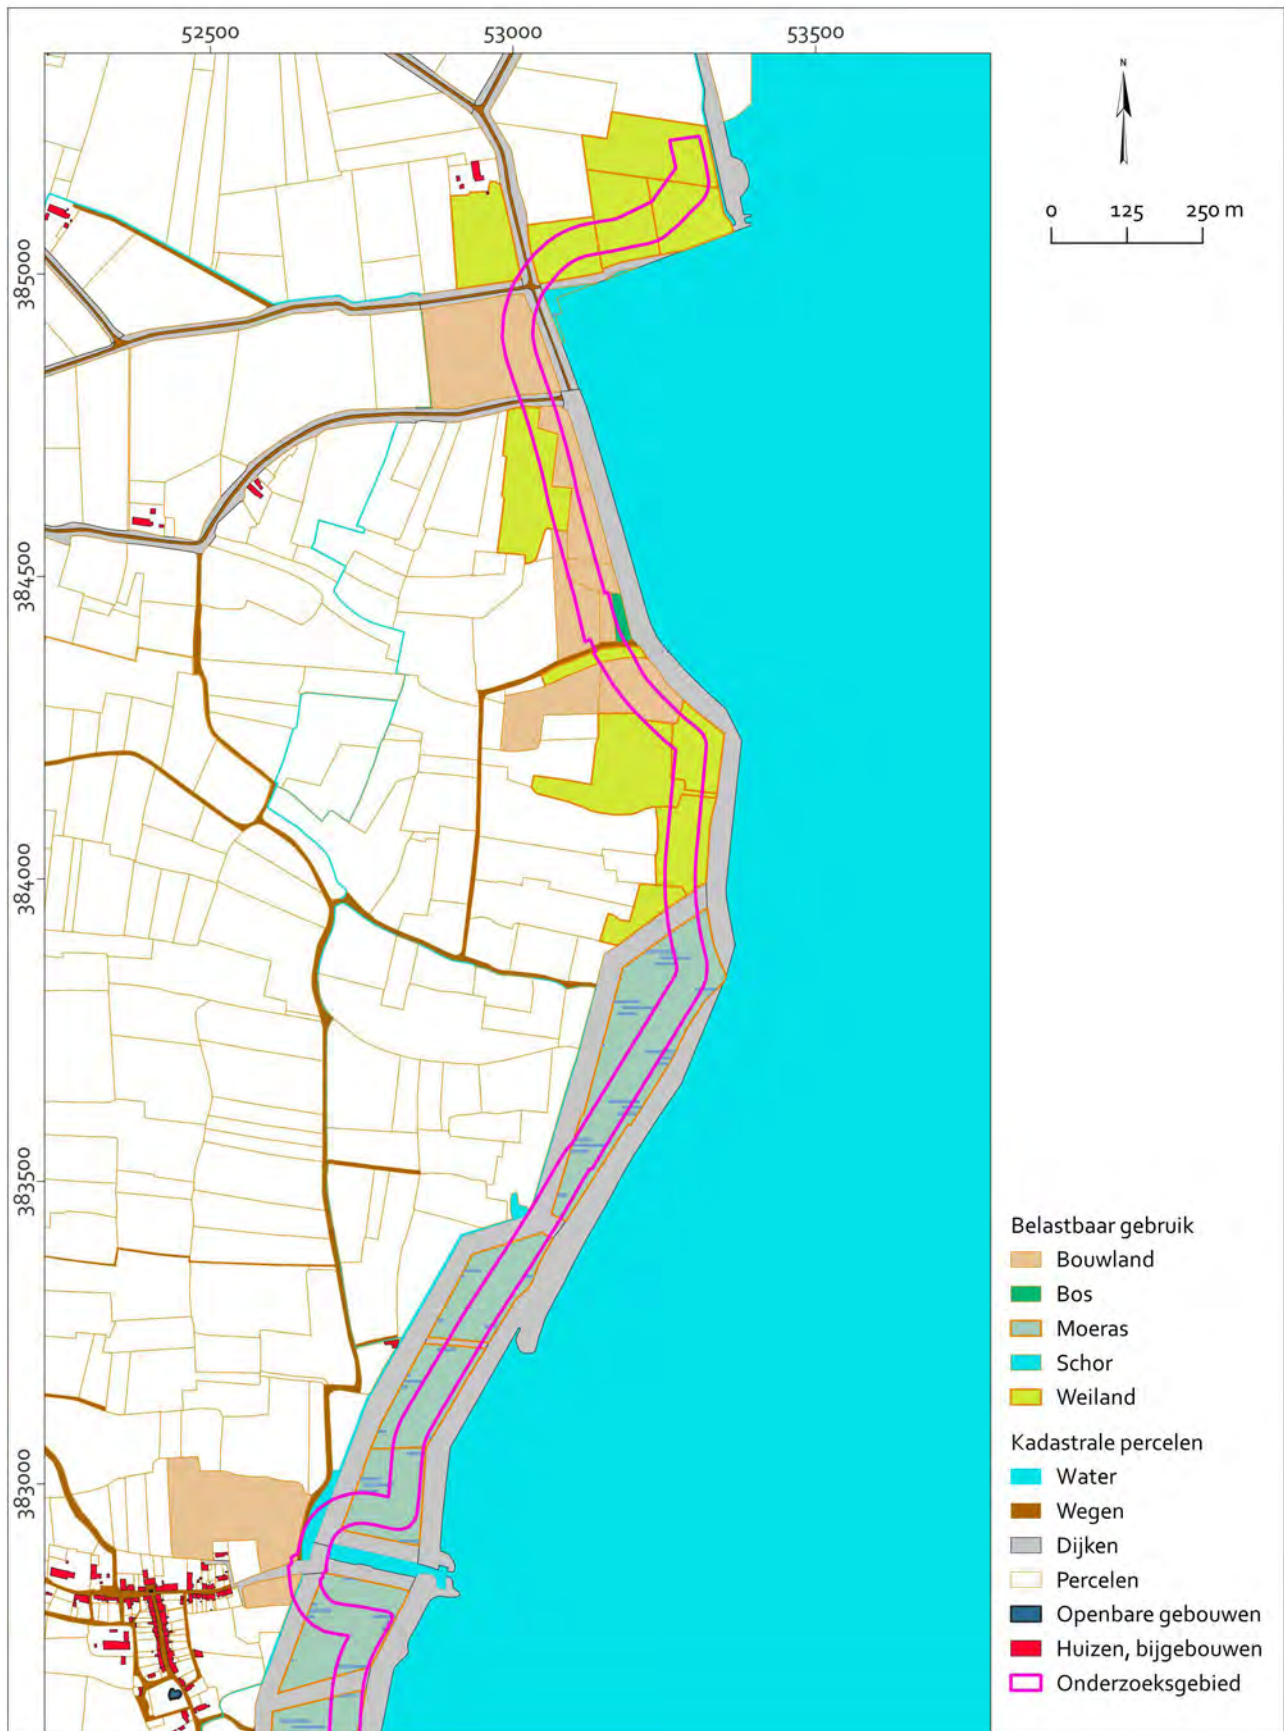 52500 53000 53500
N
0 125 250 m
385000
384500
384000
383500
383000
Belastbaar gebruik
Bouwland
Bos
Moeras
Schor
Weiland
Kadastrale percelen
Water
Wegen
Dijken
Percelen
Openbare gebouwen
Huizen, bijgebouwen
Onderzoeksgebied